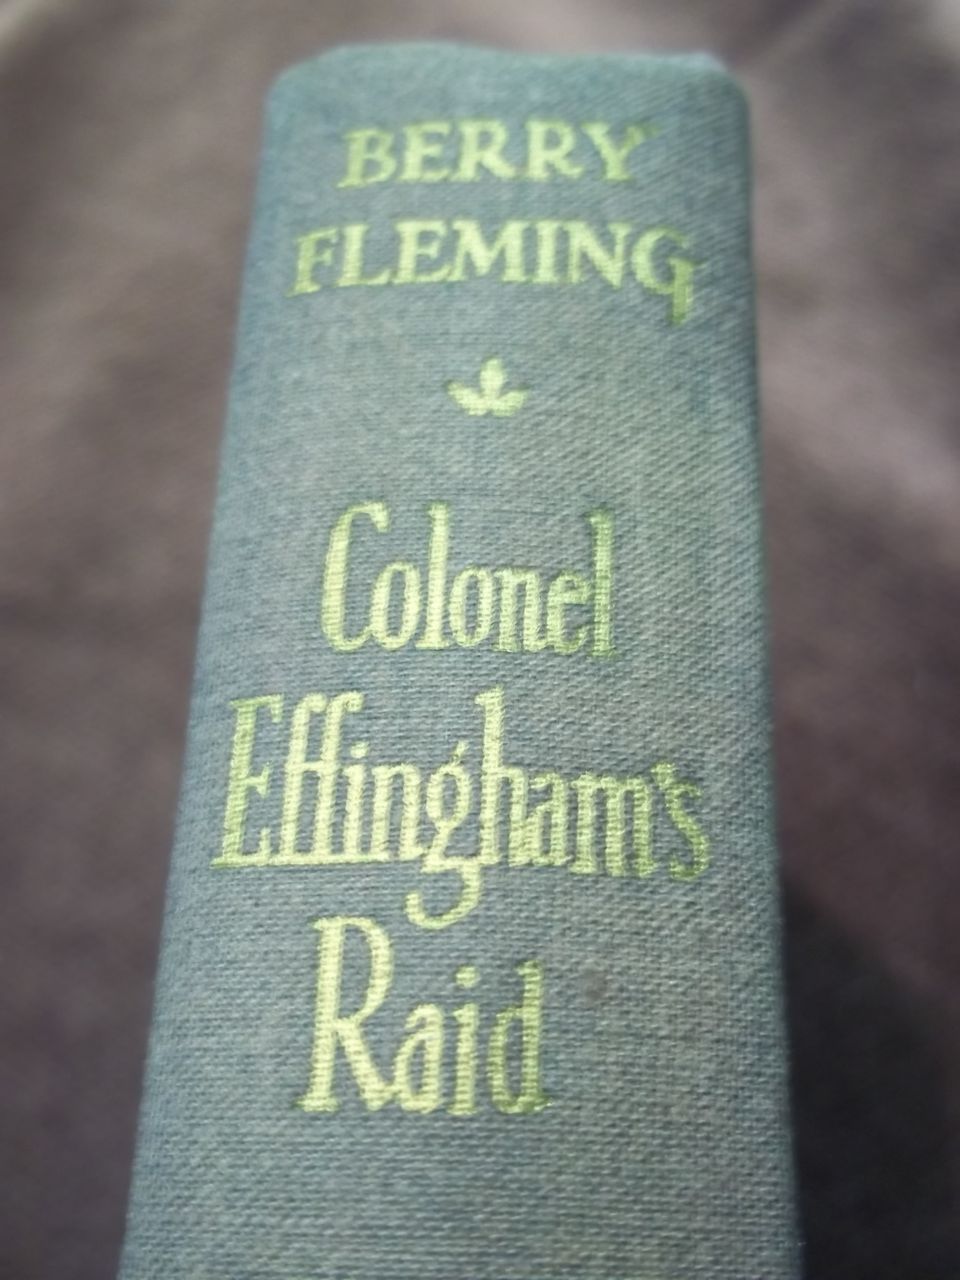 BERRY
FLEMING
Colonel
Effingham's
Raid